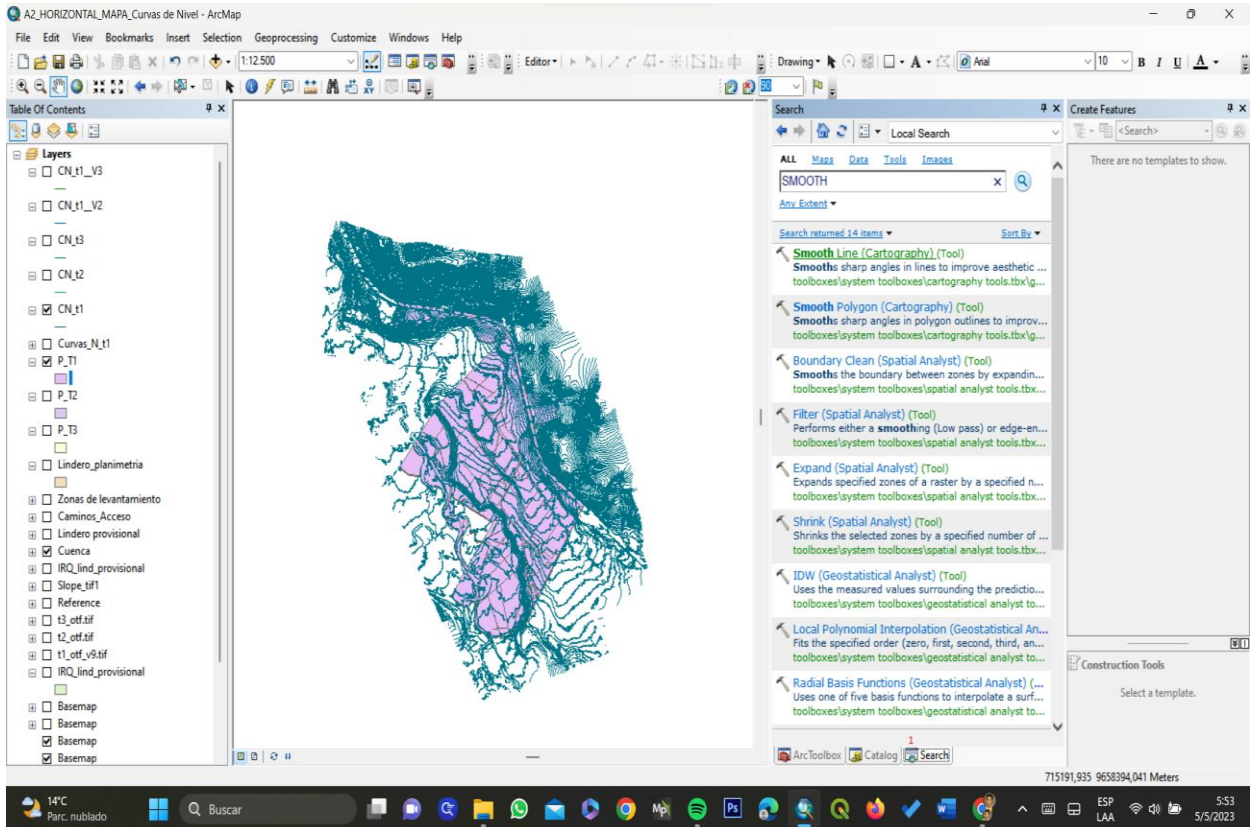 A2_HORIZONTAL_MAPA_Curvas de Nivel - ArcMap
File Edit View Bookmarks Insert Selection Geoprocessing Customize Windows Help
1:12.500
Editor
Drawing
A
Arial
10
B I U A
50
Table Of Contents
Layers
CN_t1__V3
CN_t1__V2
CN_t3
CN_t2
CN_t1
Curvas_N_t1
P_T1
P_T2
P_T3
Lindero_planimetria
Zonas de levantamiento
Caminos_Acceso
Lindero provisional
Cuenca
IRQ_lind_provisional
Slope_tif1
Reference
t3_otf.tif
t2_otf.tif
t1_otf_v9.tif
IRQ_lind_provisional
Basemap
Basemap
Basemap
Basemap
Search
Local Search
ALL Maps Data Tools Images
SMOOTH
Any Extent
Search returned 14 items Sort By
Smooth Line (Cartography) (Tool)
Smooths sharp angles in lines to improve aesthetic ...
toolboxes\system toolboxes\cartography tools.tbx\g...
Smooth Polygon (Cartography) (Tool)
Smooths sharp angles in polygon outlines to improv...
toolboxes\system toolboxes\cartography tools.tbx\g...
Boundary Clean (Spatial Analyst) (Tool)
Smooths the boundary between zones by expandin...
toolboxes\system toolboxes\spatial analyst tools.tbx...
Filter (Spatial Analyst) (Tool)
Performs either a smoothing (Low pass) or edge-en...
toolboxes\system toolboxes\spatial analyst tools.tbx...
Expand (Spatial Analyst) (Tool)
Expands specified zones of a raster by a specified n...
toolboxes\system toolboxes\spatial analyst tools.tbx...
Shrink (Spatial Analyst) (Tool)
Shrinks the selected zones by a specified number of ...
toolboxes\system toolboxes\spatial analyst tools.tbx...
IDW (Geostatistical Analyst) (Tool)
Uses the measured values surrounding the predictio...
toolboxes\system toolboxes\geostatistical analyst to...
Local Polynomial Interpolation (Geostatistical An...
Fits the specified order (zero, first, second, third, an...
toolboxes\system toolboxes\geostatistical analyst to...
Radial Basis Functions (Geostatistical Analyst) (...
Uses one of five basis functions to interpolate a surf...
toolboxes\system toolboxes\geostatistical analyst to...
1
ArcToolbox Catalog Search
Create Features
<Search>
There are no templates to show.
Construction Tools
Select a template.
715191,935 9658394,041 Meters
14°C
Parc. nublado
Buscar
Ps
ESP
LAA
5:53
5/5/2023